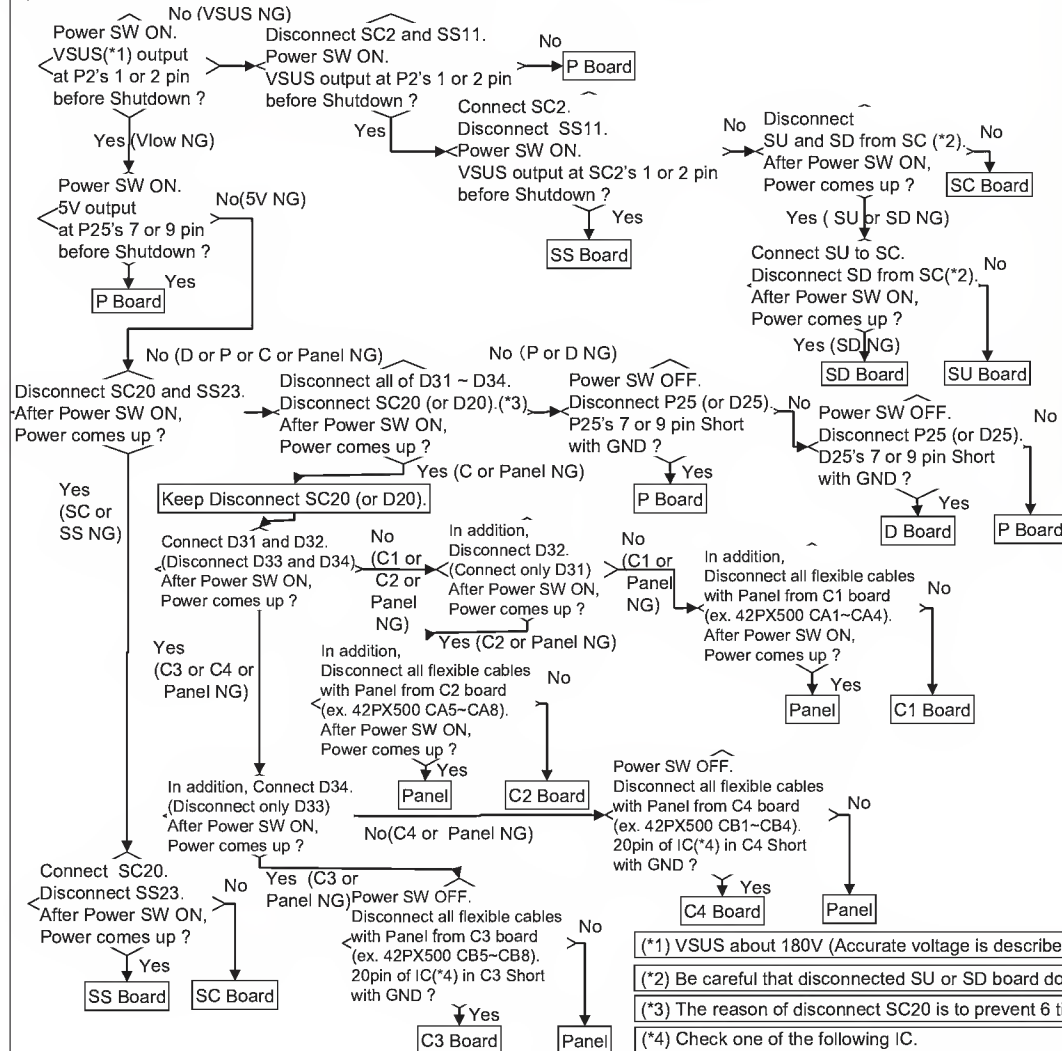 No (VSUS NG)
Power SW ON.
VSUS(*1) output
at P2's 1 or 2 pin
before Shutdown ?
Disconnect SC2 and SS11.
Power SW ON.
VSUS output at P2's 1 or 2 pin
before Shutdown ?
No
P Board
Yes (Vlow NG)
Yes
Connect SC2.
Disconnect SS11.
Power SW ON.
VSUS output at SC2's 1 or 2 pin
before Shutdown ?
No
Disconnect
SU and SD from SC (*2).
After Power SW ON,
Power comes up ?
No
SC Board
Power SW ON.
5V output
at P25's 7 or 9 pin
before Shutdown ?
No(5V NG)
Yes
P Board
Yes
SS Board
Yes ( SU or SD NG)
Connect SU to SC.
Disconnect SD from SC(*2).
After Power SW ON,
Power comes up ?
No
Yes (SD NG)
SD Board
SU Board
No (D or P or C or Panel NG)
Disconnect SC20 and SS23.
After Power SW ON,
Power comes up ?
Disconnect all of D31 ~ D34.
Disconnect SC20 (or D20).(*3)
After Power SW ON,
Power comes up ?
No (P or D NG)
Power SW OFF.
Disconnect P25 (or D25).
P25's 7 or 9 pin Short
with GND ?
No
Power SW OFF.
Disconnect P25 (or D25).
D25's 7 or 9 pin Short
with GND ?
No
Yes
P Board
Yes
D Board
P Board
Yes (C or Panel NG)
Keep Disconnect SC20 (or D20).
Yes
(SC or
SS NG)
Connect D31 and D32.
(Disconnect D33 and D34)
After Power SW ON,
Power comes up ?
No
(C1 or
C2 or
Panel
NG)
In addition,
Disconnect D32.
(Connect only D31)
After Power SW ON,
Power comes up ?
No
(C1 or
Panel
NG)
In addition,
Disconnect all flexible cables
with Panel from C1 board
(ex. 42PX500 CA1~CA4).
After Power SW ON,
Power comes up ?
No
Yes
Panel
C1 Board
Yes (C2 or Panel NG)
Yes
(C3 or C4 or
Panel NG)
In addition,
Disconnect all flexible cables
with Panel from C2 board
(ex. 42PX500 CA5~CA8).
After Power SW ON,
Power comes up ?
No
Yes
Panel
C2 Board
In addition, Connect D34.
(Disconnect only D33)
After Power SW ON,
Power comes up ?
No(C4 or Panel NG)
Power SW OFF.
Disconnect all flexible cables
with Panel from C4 board
(ex. 42PX500 CB1~CB4).
20pin of IC(*4) in C4 Short
with GND ?
No
Yes
C4 Board
Panel
Connect SC20.
Disconnect SS23.
After Power SW ON,
Power comes up ?
No
Yes
SS Board
SC Board
Yes (C3 or
Panel NG)
Power SW OFF.
Disconnect all flexible cables
with Panel from C3 board
(ex. 42PX500 CB5~CB8).
20pin of IC(*4) in C3 Short
with GND ?
No
Yes
C3 Board
Panel
(*1) VSUS about 180V (Accurate voltage is describe
(*2) Be careful that disconnected SU or SD board do
(*3) The reason of disconnect SC20 is to prevent 6 ti
(*4) Check one of the following IC.